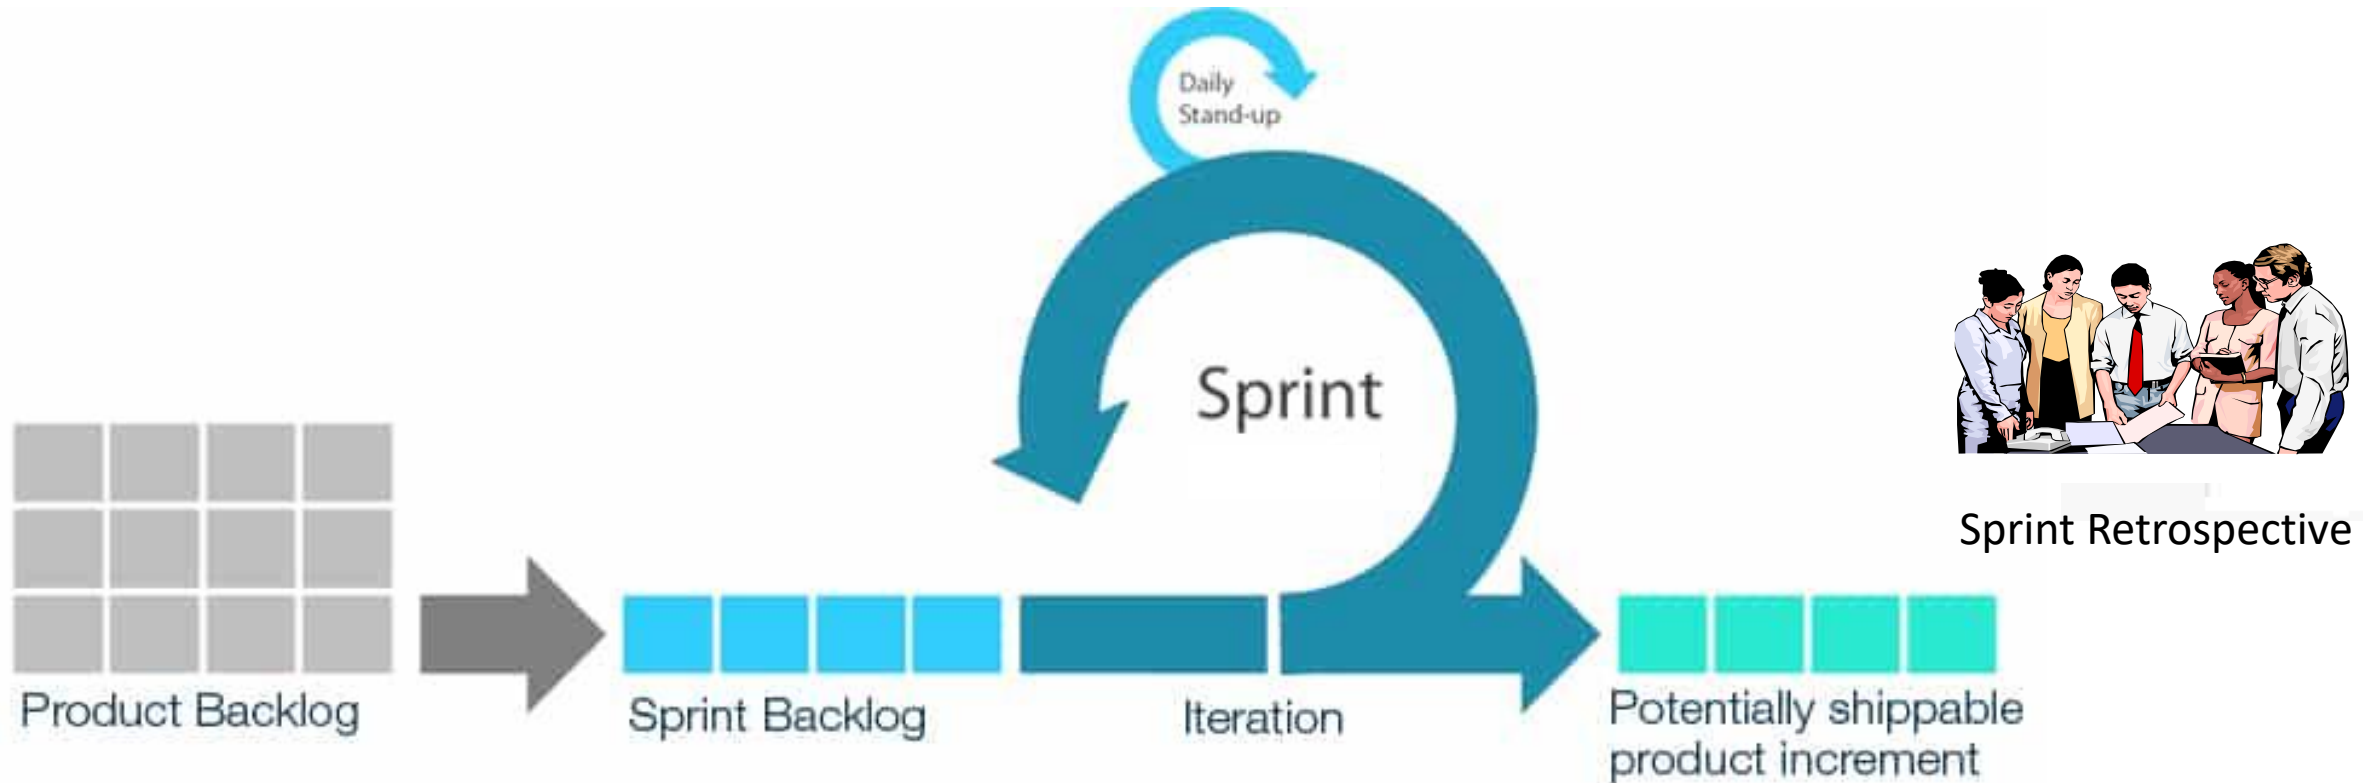 Daily
Stand-up
Sprint
Sprint Retrospective
Product Backlog
Sprint Backlog
Iteration
Potentially shippable
product increment